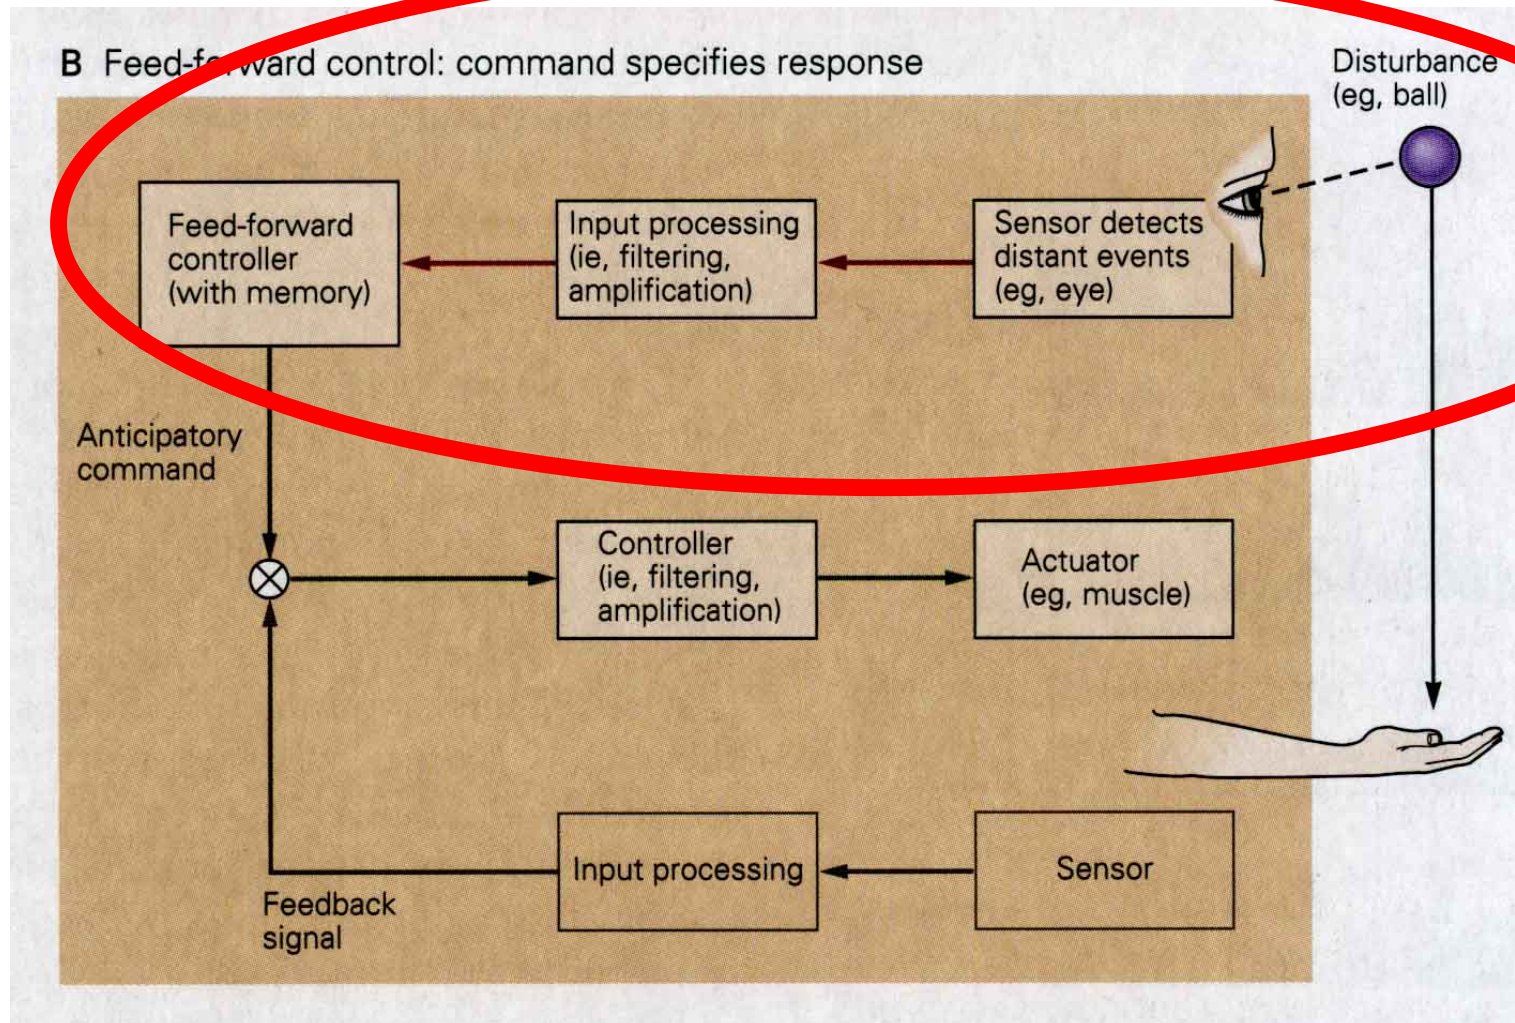 B Feed-forward control: command specifies response
Disturbance
(eg, ball)
Feed-forward
controller
(with memory)
Input processing
(ie, filtering,
amplification)
Sensor detects
distant events
(eg, eye)
Anticipatory
command
Controller
(ie, filtering,
amplification)
Actuator
(eg, muscle)
Input processing
Sensor
Feedback
signal